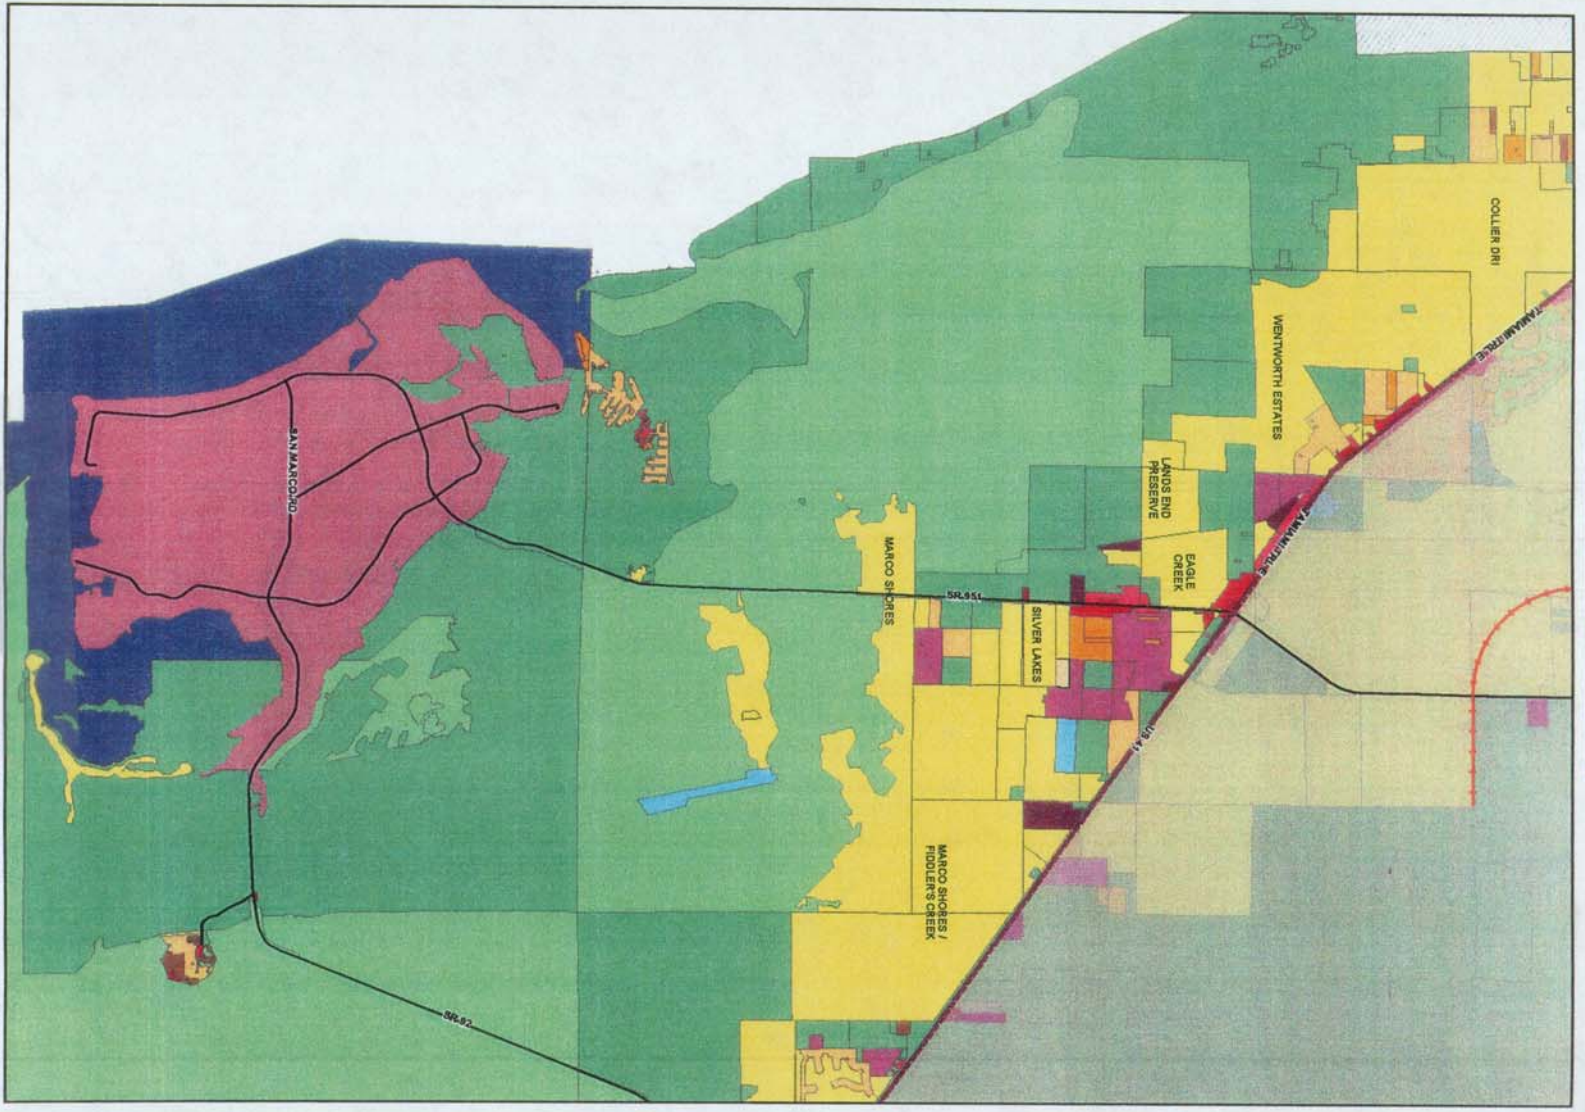 COLLIER DRI
TAMIAMI TRL E
WENTWORTH ESTATES
TAMIAMI TRL E
LANDS END
PRESERVE
EAGLE
CREEK
SAN MARCO RD
MARCO SHORES
SR 951
SILVER LAKES
US 41
MARCO SHORES /
FIDDLER'S CREEK
SR 92